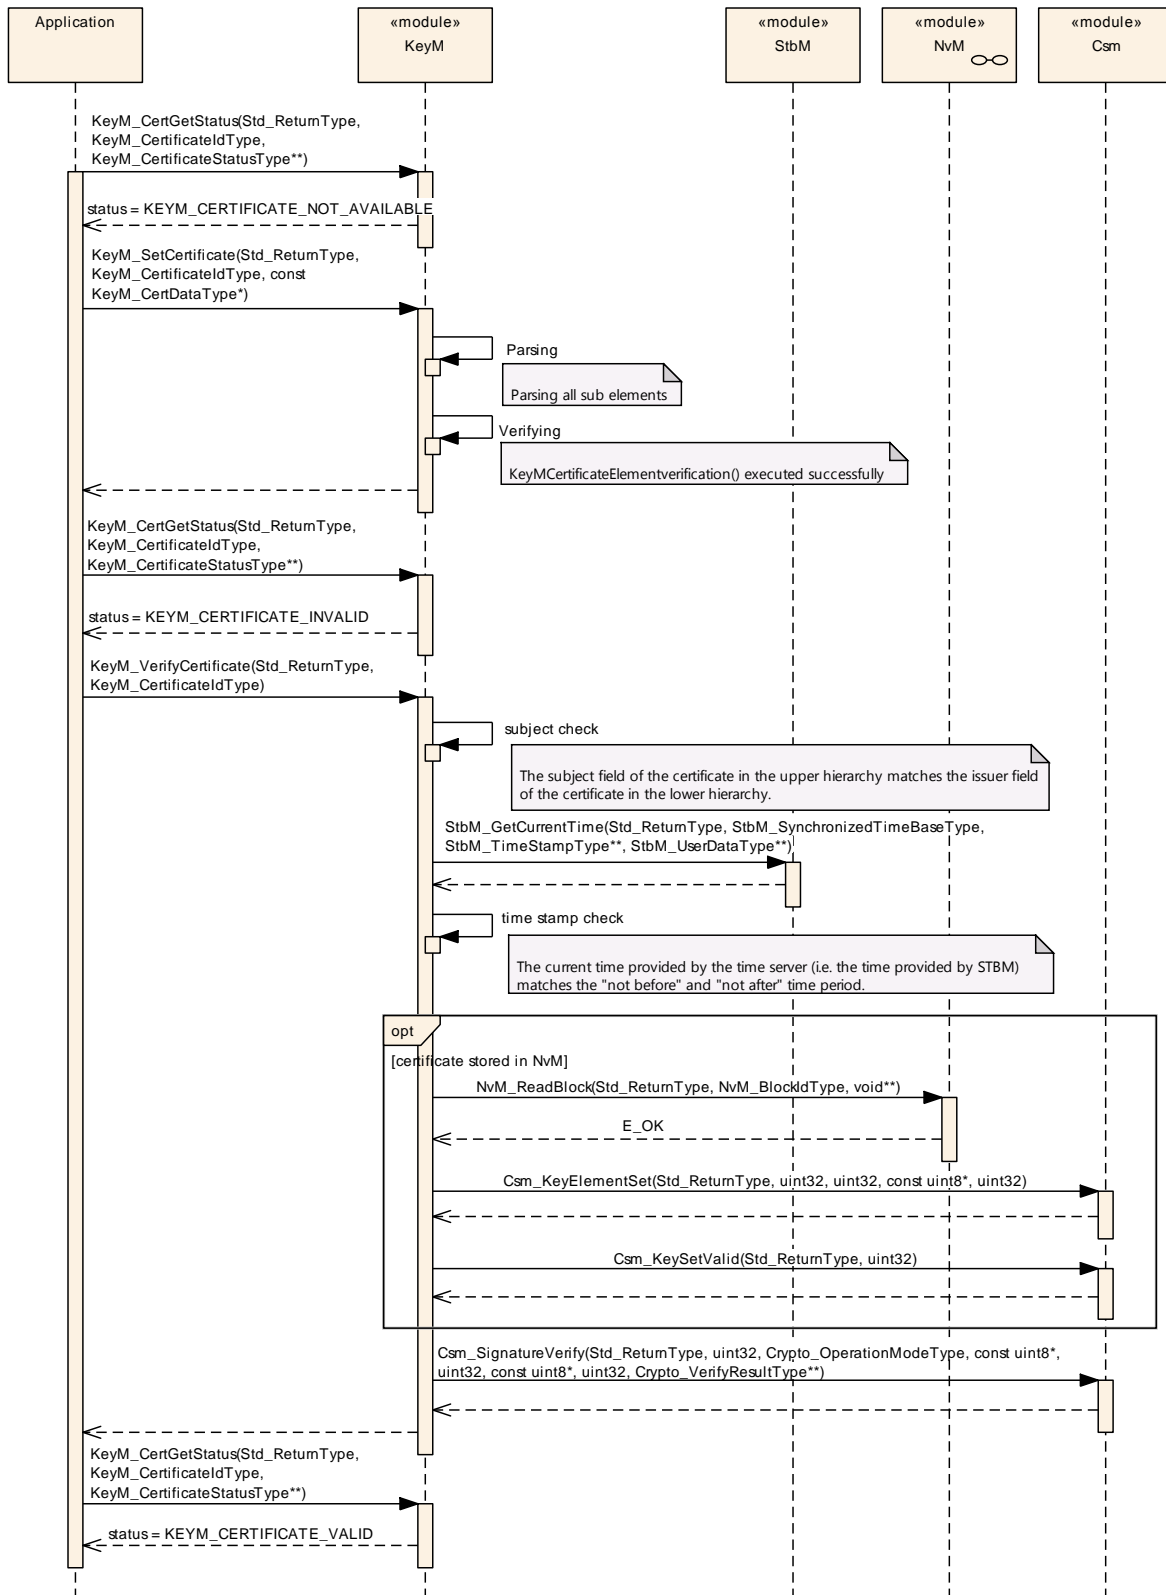 Application
«module»
KeyM
«module»
StbM
«module»
NvM
«module»
Csm
KeyM_CertGetStatus(Std_ReturnType,
KeyM_CertificateIdType,
KeyM_CertificateStatusType**)
status = KEYM_CERTIFICATE_NOT_AVAILABLE
KeyM_SetCertificate(Std_ReturnType,
KeyM_CertificateIdType, const
KeyM_CertDataType*)
Parsing
Parsing all sub elements
Verifying
KeyMCertificateElementverification() executed successfully
KeyM_CertGetStatus(Std_ReturnType,
KeyM_CertificateIdType,
KeyM_CertificateStatusType**)
status = KEYM_CERTIFICATE_INVALID
KeyM_VerifyCertificate(Std_ReturnType,
KeyM_CertificateIdType)
subject check
The subject field of the certificate in the upper hierarchy matches the issuer field
of the certificate in the lower hierarchy.
StbM_GetCurrentTime(Std_ReturnType, StbM_SynchronizedTimeBaseType,
StbM_TimeStampType**, StbM_UserDataType**)
time stamp check
The current time provided by the time server (i.e. the time provided by STBM)
matches the "not before" and "not after" time period.
opt
[certificate stored in NvM]
NvM_ReadBlock(Std_ReturnType, NvM_BlockIdType, void**)
E_OK
Csm_KeyElementSet(Std_ReturnType, uint32, uint32, const uint8*, uint32)
Csm_KeySetValid(Std_ReturnType, uint32)
Csm_SignatureVerify(Std_ReturnType, uint32, Crypto_OperationModeType, const uint8*,
uint32, const uint8*, uint32, Crypto_VerifyResultType**)
KeyM_CertGetStatus(Std_ReturnType,
KeyM_CertificateIdType,
KeyM_CertificateStatusType**)
status = KEYM_CERTIFICATE_VALID